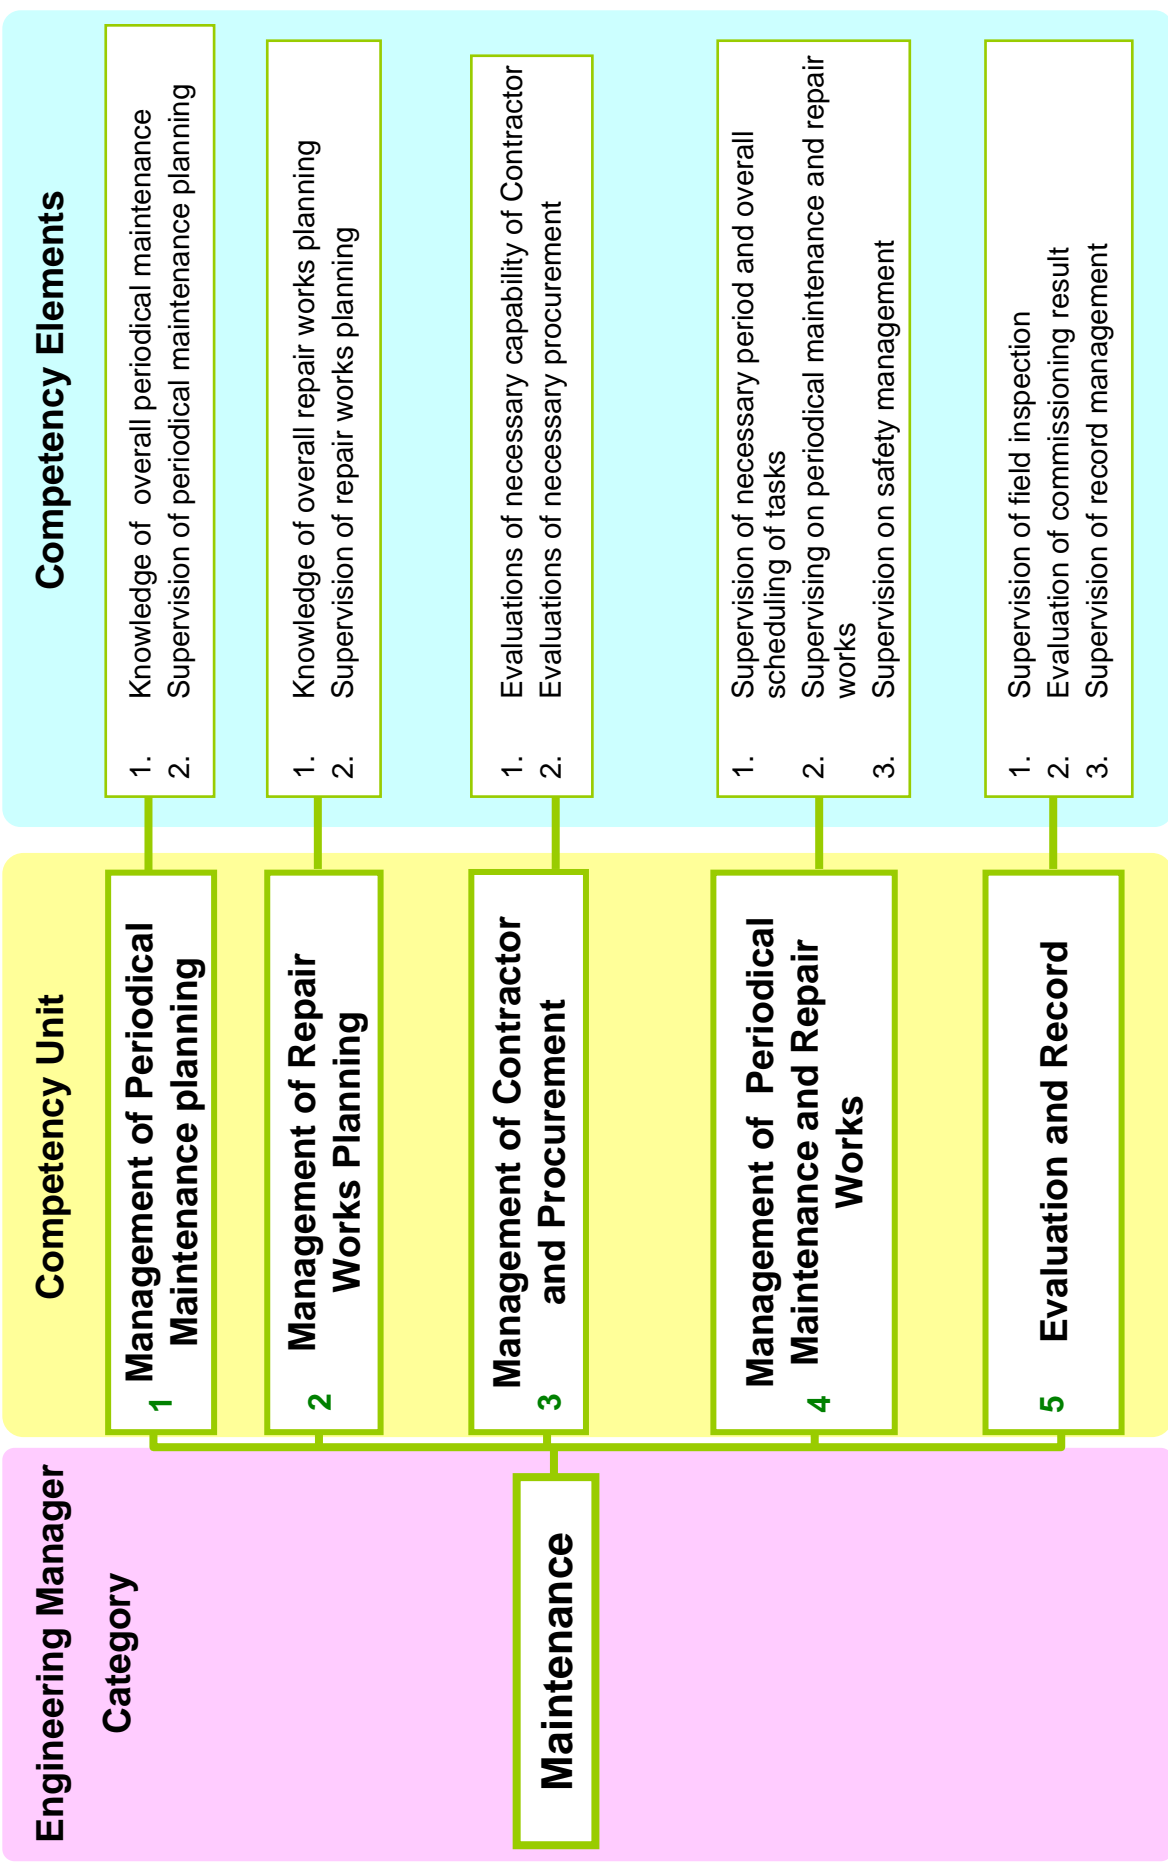 Engineering Manager
Category
Maintenance
Competency Unit
1
Management of Periodical
Maintenance planning
2
Management of Repair
Works Planning
3
Management of Contractor
and Procurement
4
Management of  Periodical
Maintenance and Repair
Works
5
Evaluation and Record
Competency Elements
1. Knowledge of  overall periodical maintenance
2. Supervision of periodical maintenance planning
1. Knowledge of overall repair works planning
2. Supervision of repair works planning
1. Evaluations of necessary capability of Contractor
2. Evaluations of necessary procurement
1. Supervision of necessary period and overall
scheduling of tasks
2. Supervising on periodical maintenance and repair
works
3. Supervision on safety management
1. Supervision of field inspection
2. Evaluation of commissioning result
3. Supervision of record management